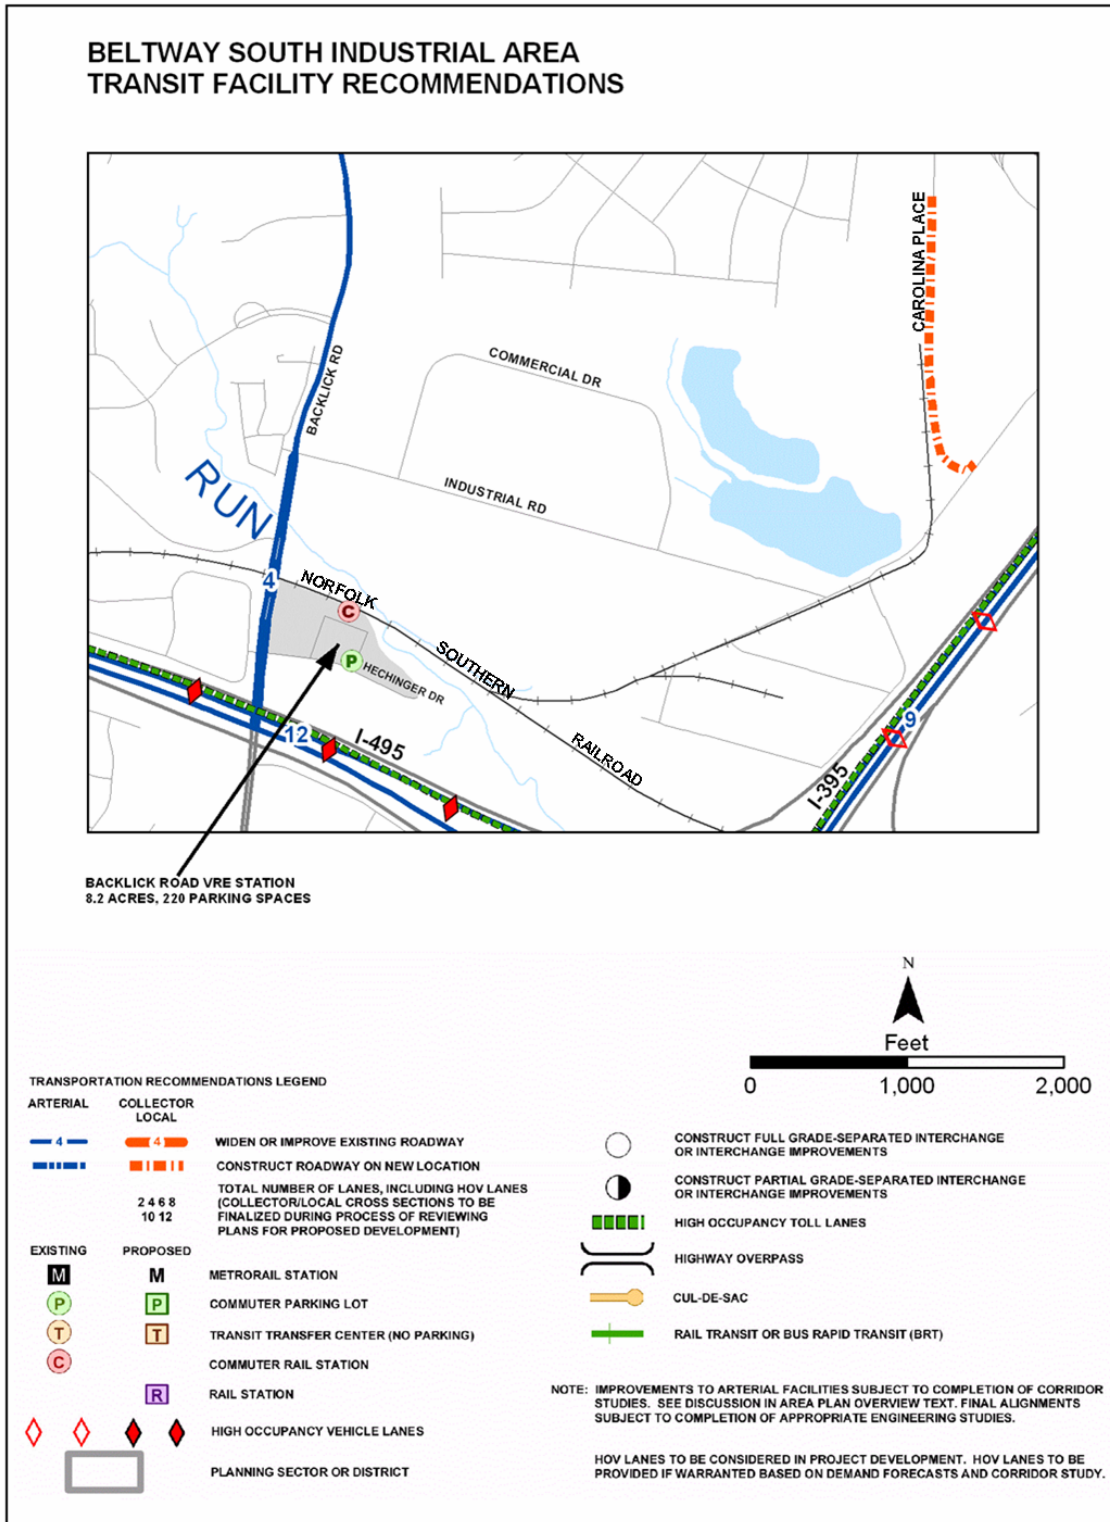 BELTWAY SOUTH INDUSTRIAL AREA
TRANSIT FACILITY RECOMMENDATIONS
CAROLINA PLACE
BACKLICK RD
COMMERCIAL DR
INDUSTRIAL RD
RUN
4
NORFOLK
C
P
HECHINGER DR
SOUTHERN
RAILROAD
12
I-495
9
I-395
BACKLICK ROAD VRE STATION
8.2 ACRES, 220 PARKING SPACES
N
Feet
0 1,000 2,000
TRANSPORTATION RECOMMENDATIONS LEGEND
ARTERIAL
COLLECTOR
LOCAL
4 4 WIDEN OR IMPROVE EXISTING ROADWAY
CONSTRUCT ROADWAY ON NEW LOCATION
2 4 6 8
10 12
TOTAL NUMBER OF LANES, INCLUDING HOV LANES
(COLLECTOR/LOCAL CROSS SECTIONS TO BE
FINALIZED DURING PROCESS OF REVIEWING
PLANS FOR PROPOSED DEVELOPMENT)
EXISTING PROPOSED
M M METRORAIL STATION
P P COMMUTER PARKING LOT
T T TRANSIT TRANSFER CENTER (NO PARKING)
C COMMUTER RAIL STATION
R RAIL STATION
HIGH OCCUPANCY VEHICLE LANES
PLANNING SECTOR OR DISTRICT
CONSTRUCT FULL GRADE-SEPARATED INTERCHANGE
OR INTERCHANGE IMPROVEMENTS
CONSTRUCT PARTIAL GRADE-SEPARATED INTERCHANGE
OR INTERCHANGE IMPROVEMENTS
HIGH OCCUPANCY TOLL LANES
HIGHWAY OVERPASS
CUL-DE-SAC
RAIL TRANSIT OR BUS RAPID TRANSIT (BRT)
NOTE: IMPROVEMENTS TO ARTERIAL FACILITIES SUBJECT TO COMPLETION OF CORRIDOR
STUDIES. SEE DISCUSSION IN AREA PLAN OVERVIEW TEXT. FINAL ALIGNMENTS
SUBJECT TO COMPLETION OF APPROPRIATE ENGINEERING STUDIES.
HOV LANES TO BE CONSIDERED IN PROJECT DEVELOPMENT. HOV LANES TO BE
PROVIDED IF WARRANTED BASED ON DEMAND FORECASTS AND CORRIDOR STUDY.